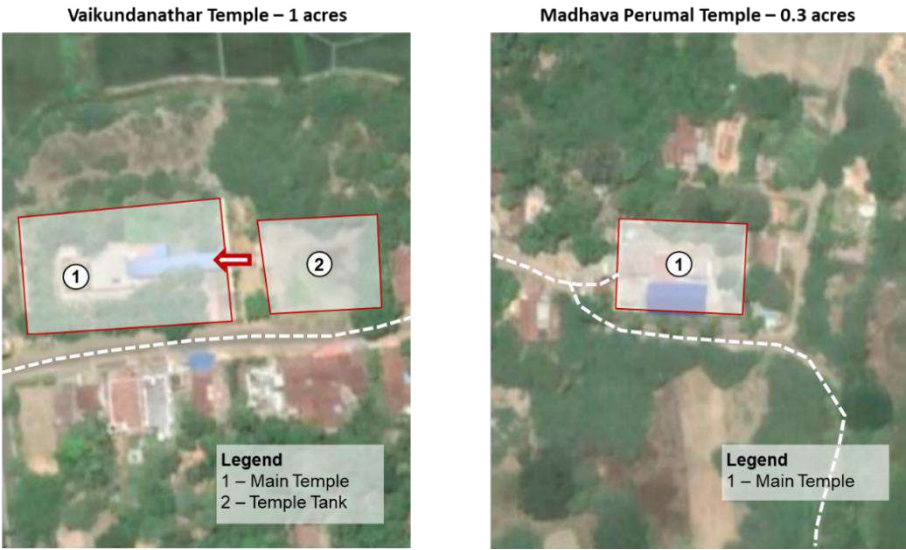 Vaikundanathar Temple – 1 acres
Madhava Perumal Temple – 0.3 acres
1
2
1
Legend
1 – Main Temple
2 – Temple Tank
Legend
1 – Main Temple